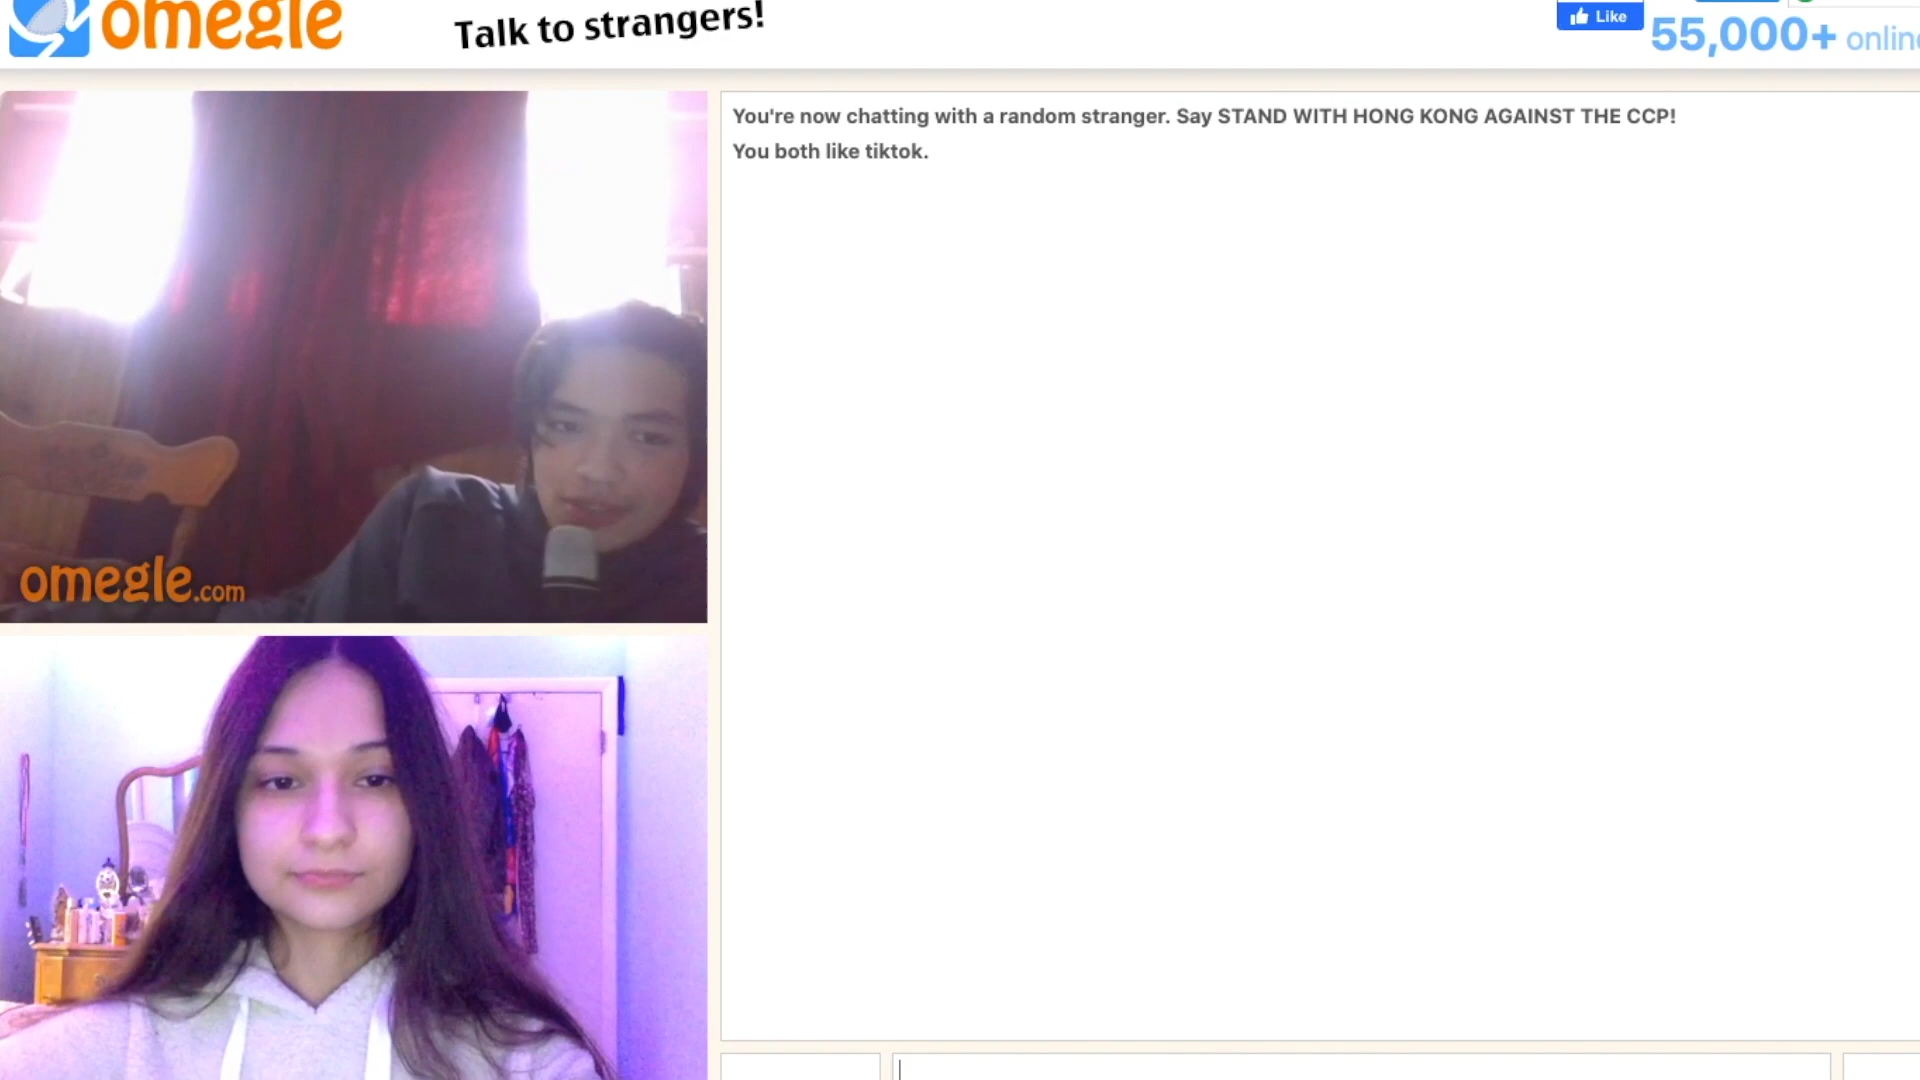 omegle
Talk to strangers!
Like
55,000+ onlin
You're now chatting with a random stranger. Say STAND WITH HONG KONG AGAINST THE CCP!
You both like tiktok.
omegle.com